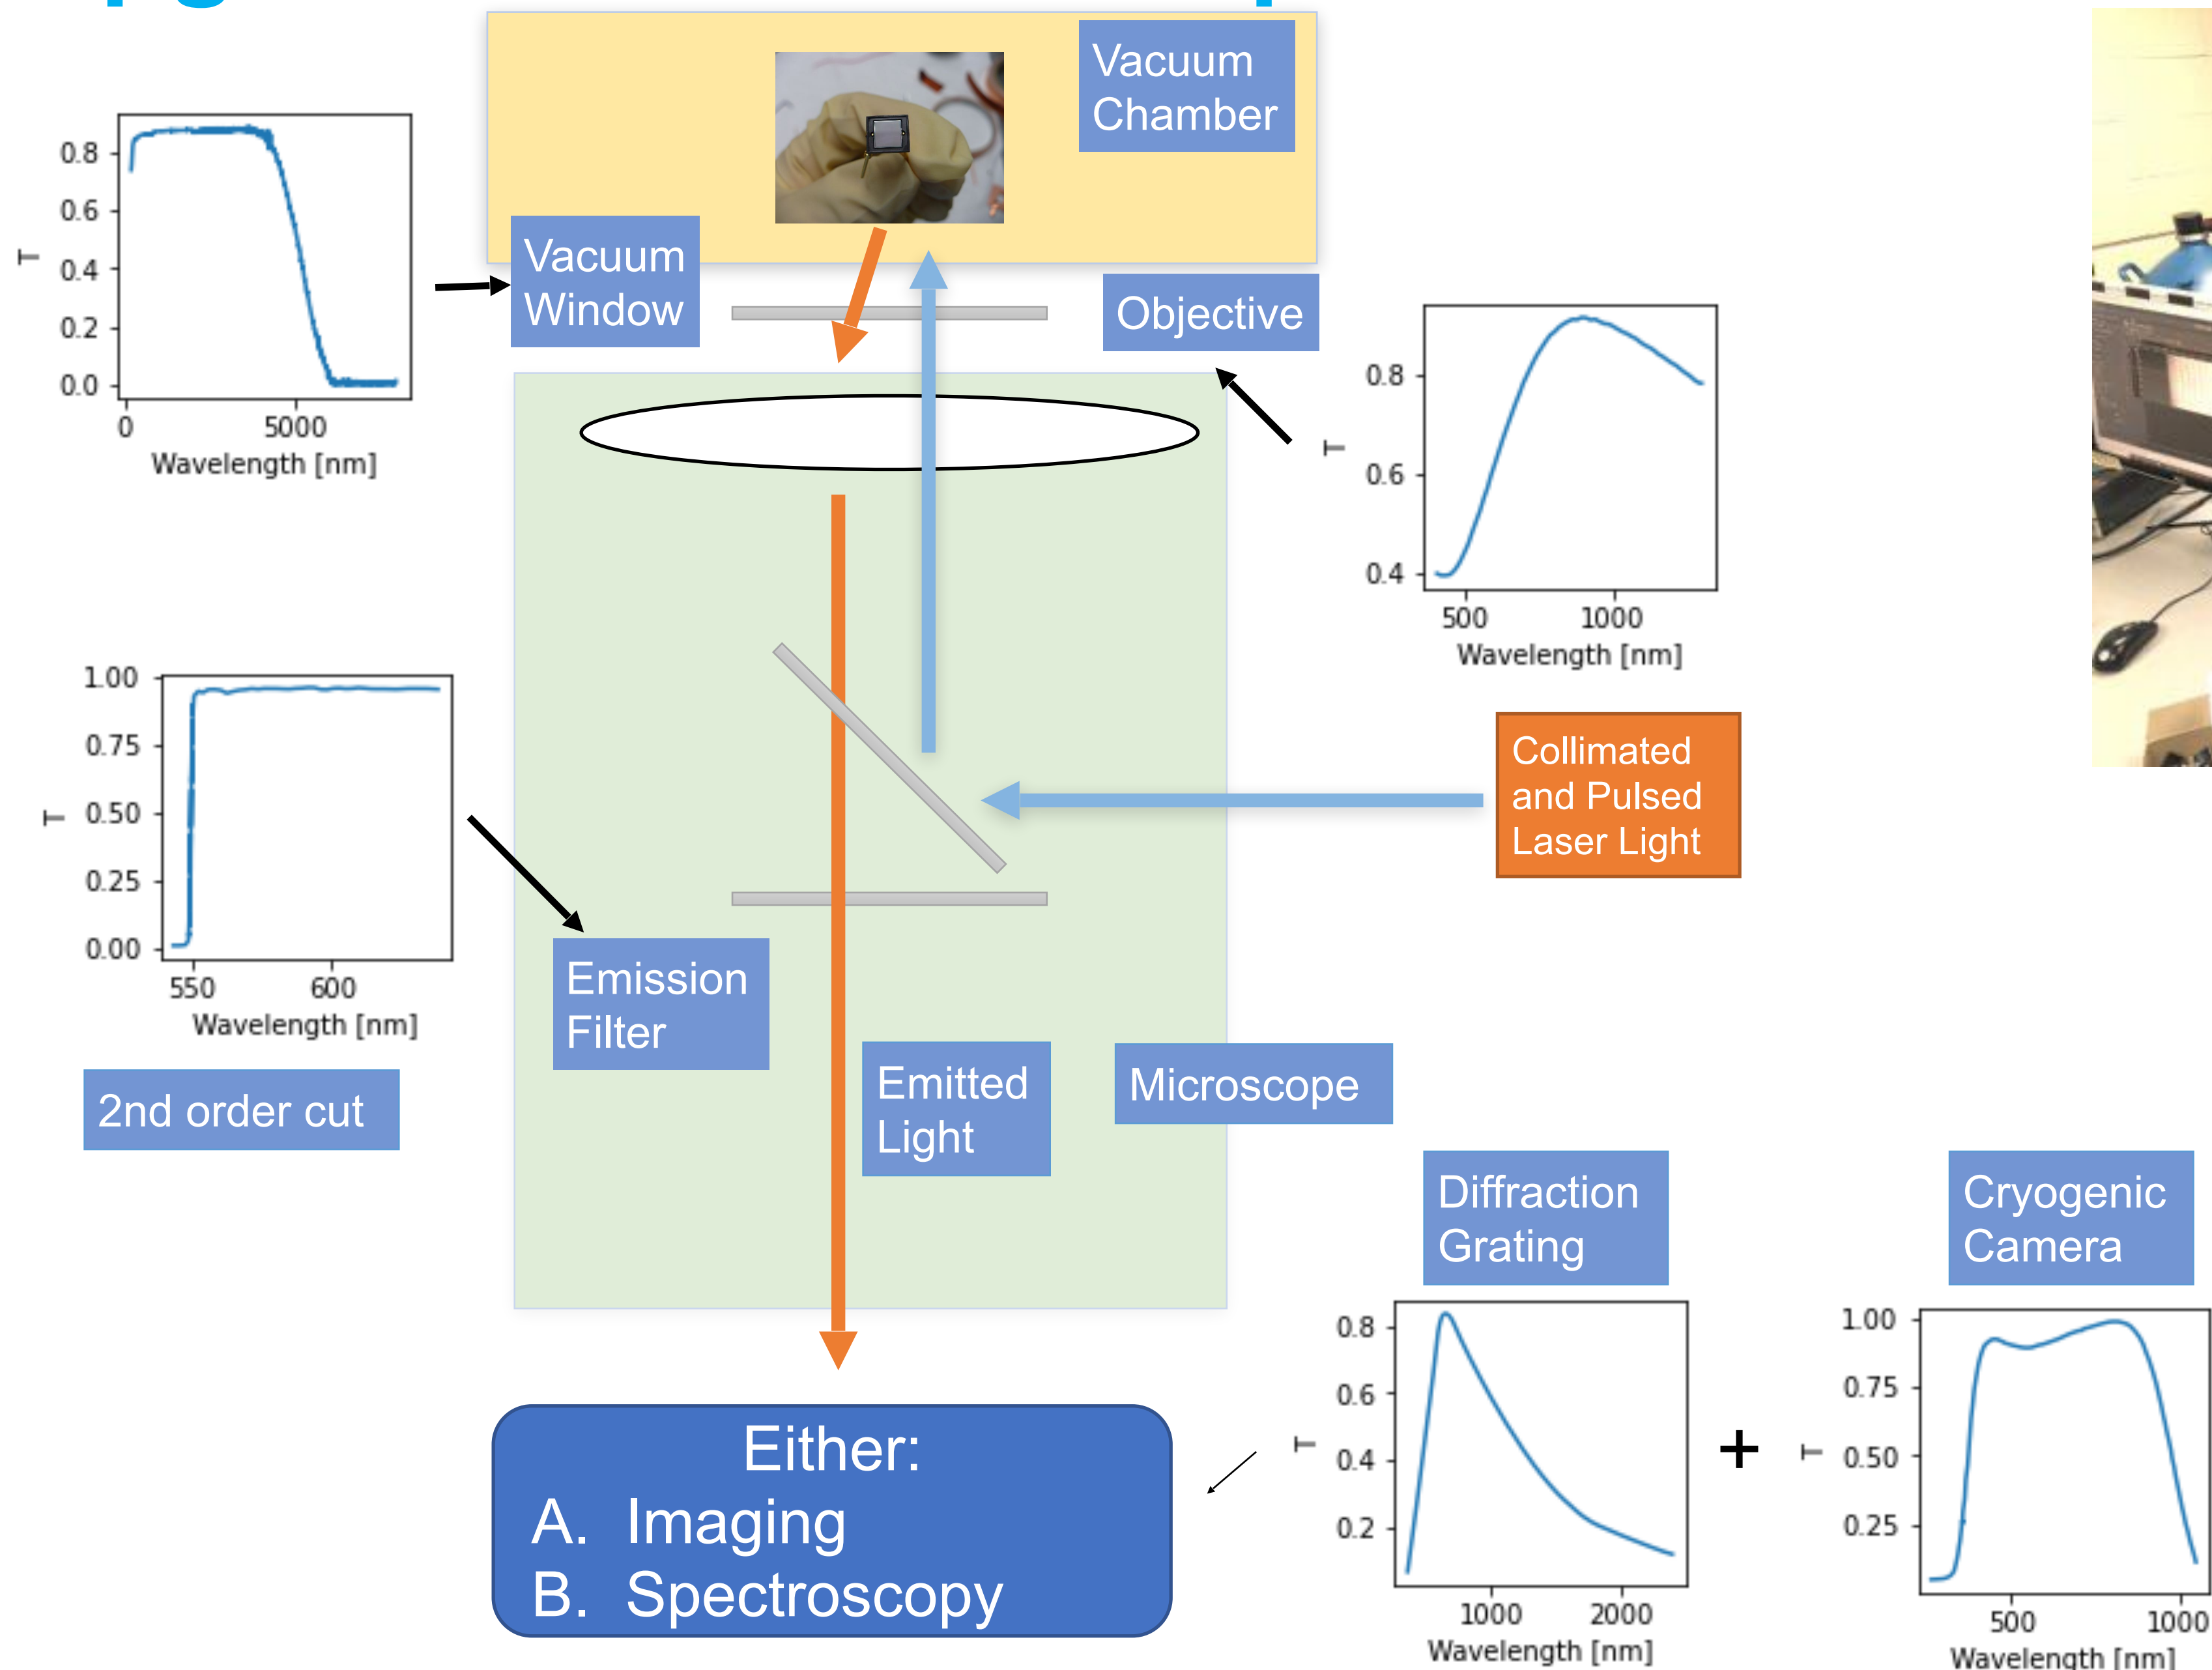 Vacuum
Chamber
0.8
0.6
0.4
0.2
0.0
T
0
5000
Wavelength [nm]
Vacuum
Window
Objective
0.8
0.6
0.4
T
500
1000
Wavelength [nm]
1.00
0.75
0.50
0.25
0.00
T
550
600
Wavelength [nm]
2nd order cut
Collimated
and Pulsed
Laser Light
Emission
Filter
Emitted
Light
Microscope
Diffraction
Grating
Cryogenic
Camera
0.8
0.6
0.4
0.2
T
1000
2000
Wavelength [nm]
+
1.00
0.75
0.50
0.25
T
500
1000
Wavelength [nm]
Either:
A. Imaging
B. Spectroscopy